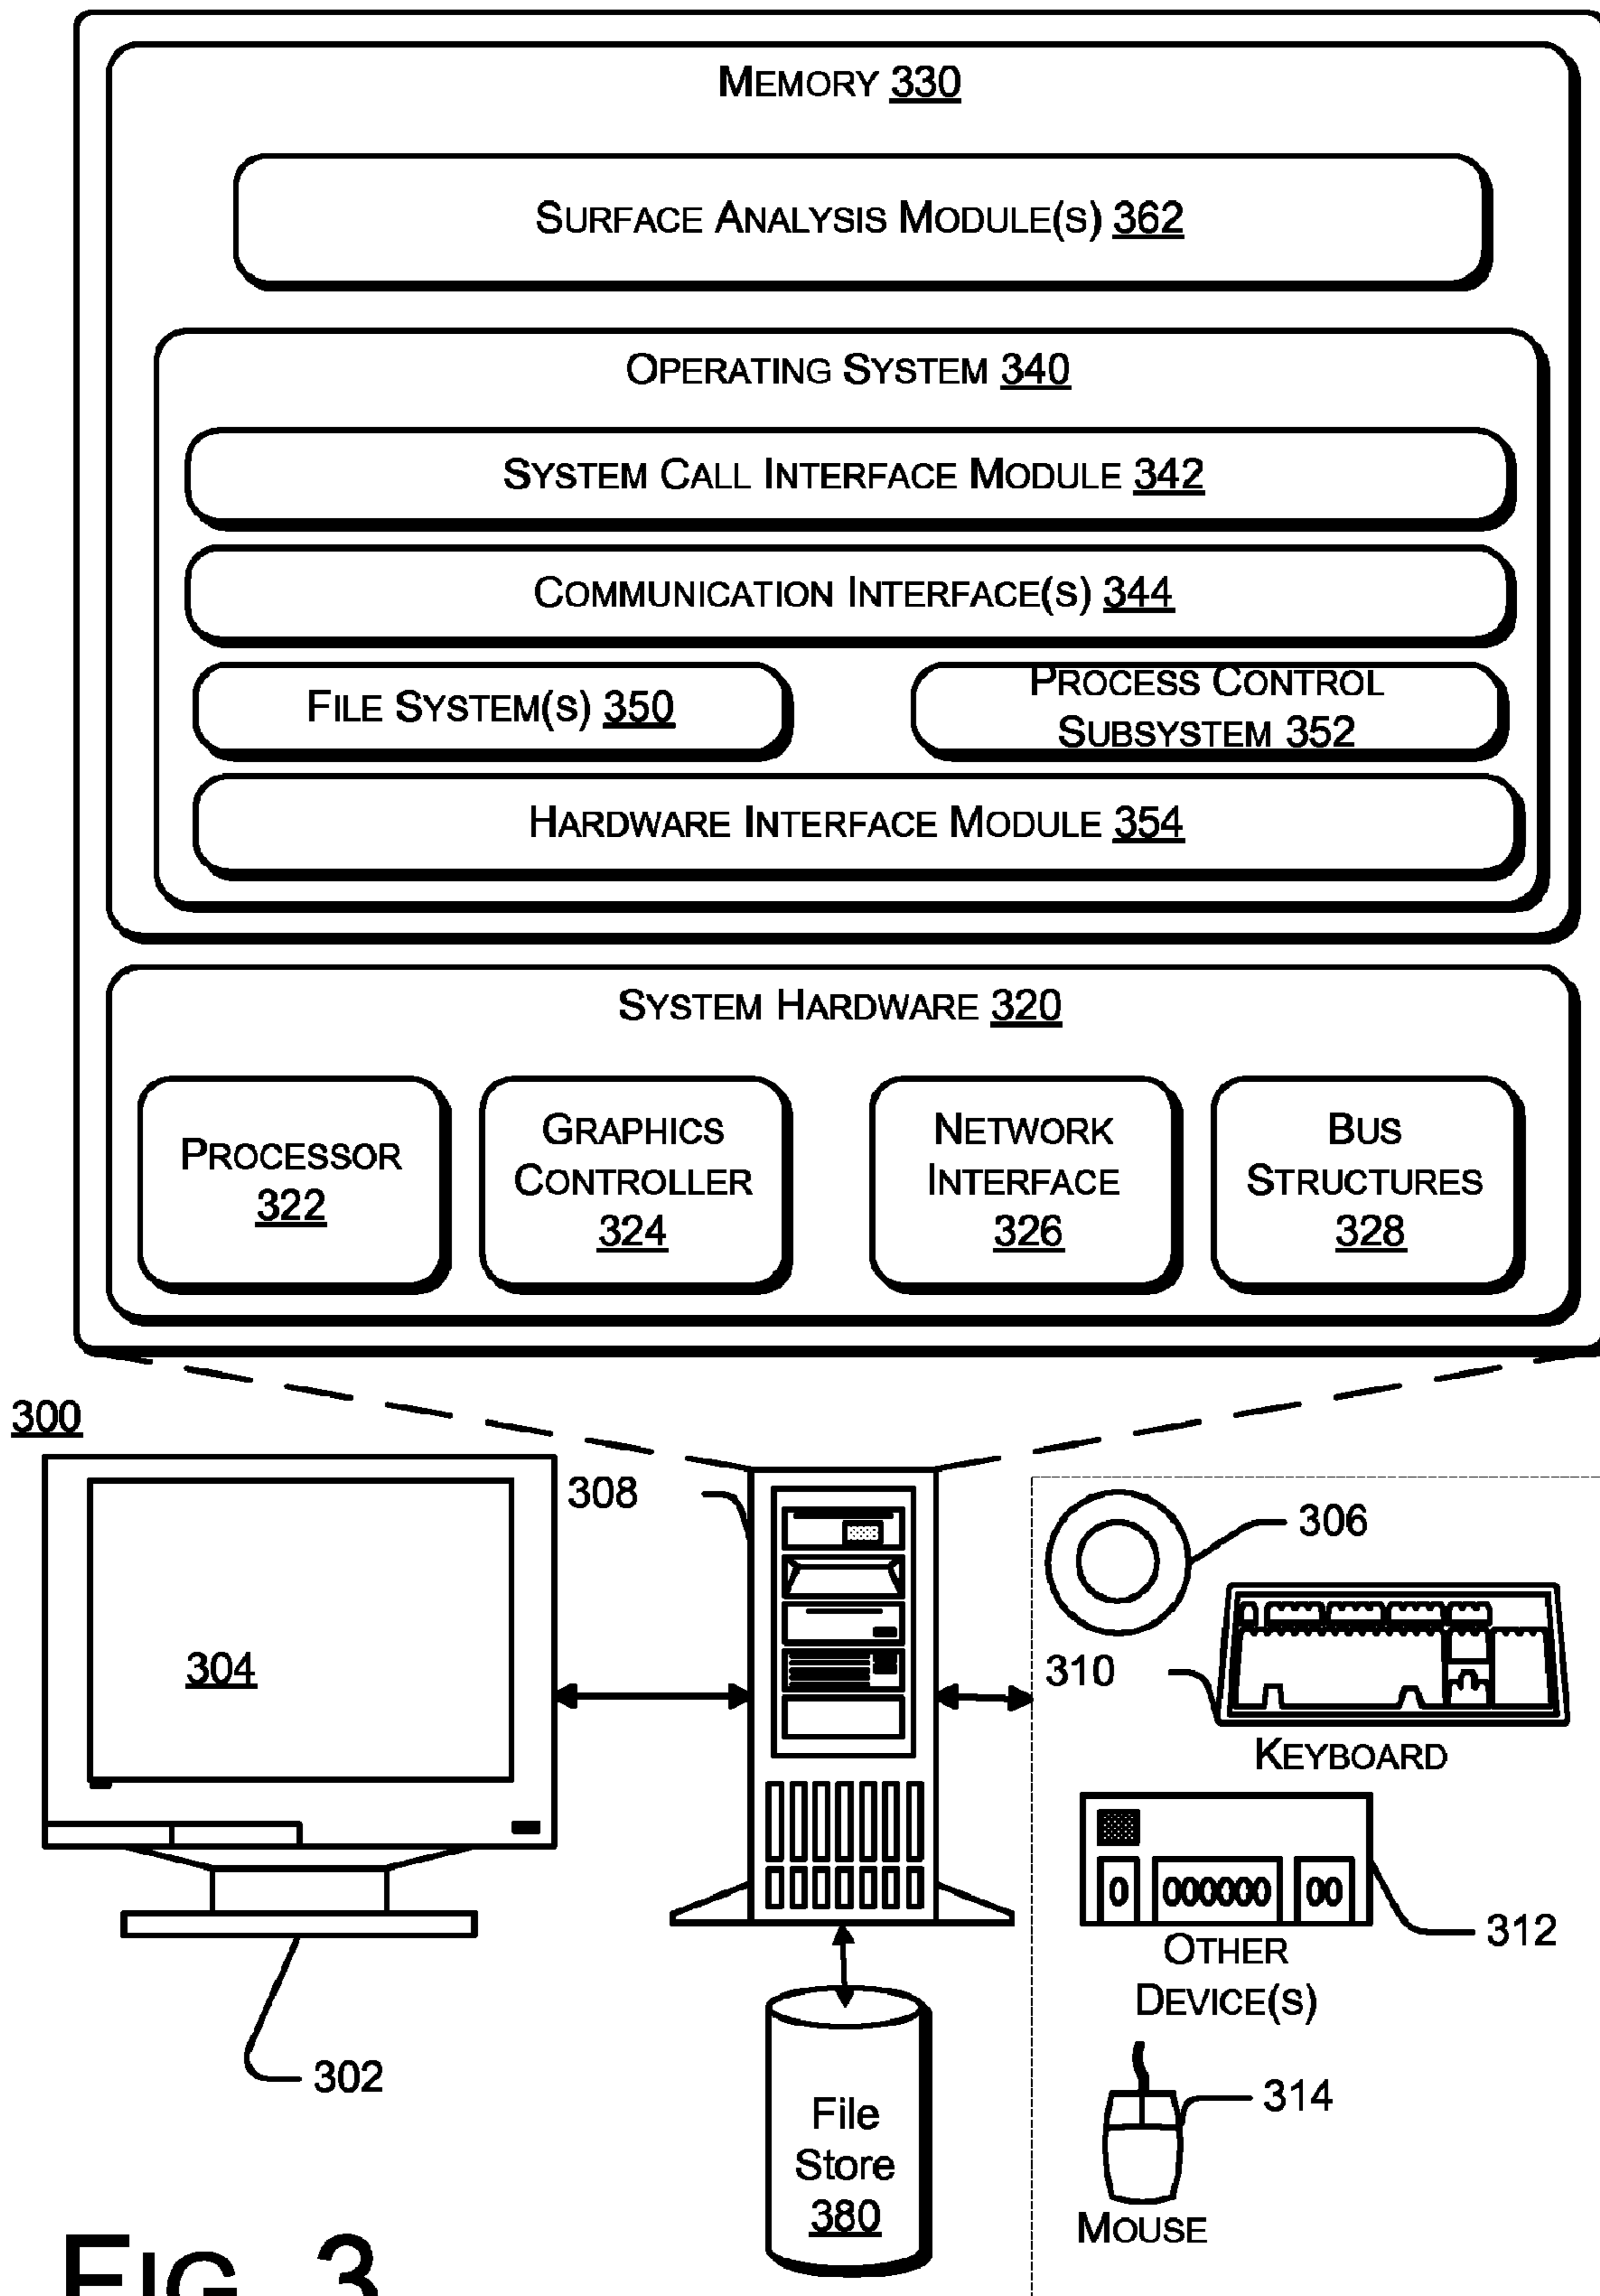 MEMORY 330
SURFACE ANALYSIS MODULE(S) 362
OPERATING SYSTEM 340
SYSTEM CALL INTERFACE MODULE 342
COMMUNICATION INTERFACE(S) 344
FILE SYSTEM(S) 350
PROCESS CONTROL
SUBSYSTEM 352
HARDWARE INTERFACE MODULE 354
SYSTEM HARDWARE 320
PROCESSOR
322
GRAPHICS
CONTROLLER
324
NETWORK
INTERFACE
326
BUS
STRUCTURES
328
300
308
306
304
310
KEYBOARD
0 000000 00
312
OTHER
DEVICE(S)
302
314
File
Store
380
MOUSE
FIG. 3